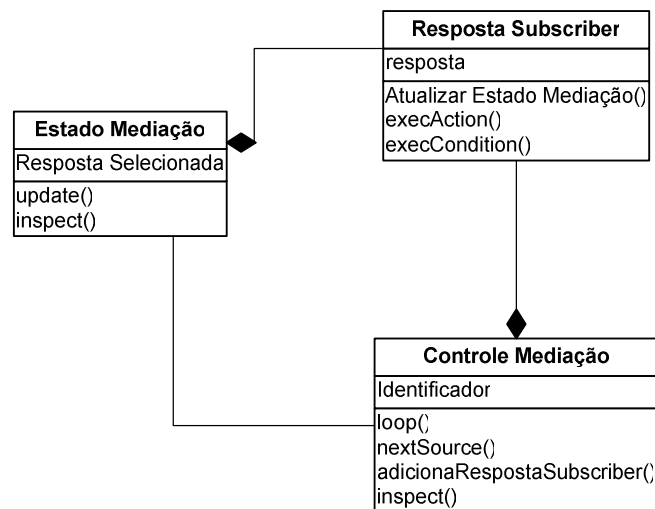 Resposta Subscriber
resposta
Atualizar Estado Mediação()
execAction()
execCondition()
Estado Mediação
Resposta Selecionada
update()
inspect()
Controle Mediação
Identificador
loop()
nextSource()
adicionaRespostaSubscriber()
inspect()